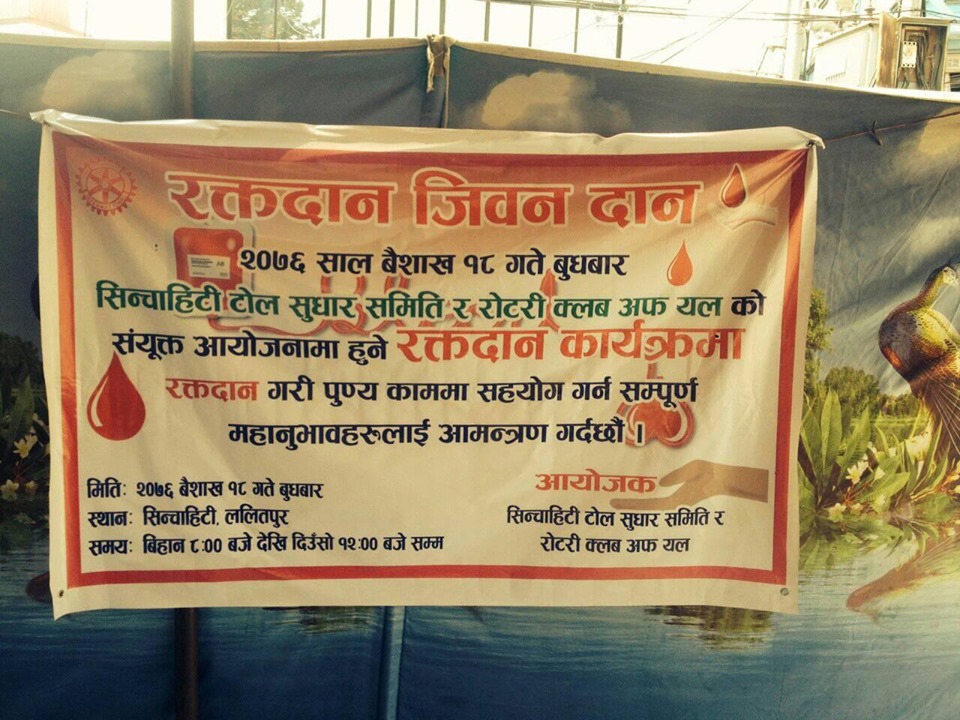 रक्तदान जिवन दान
२०७६ साल बैशाख १८ गते बुधबार
सिन्चाहिटी टोल सुधार समिति र रोटरी क्लब अफ यल को
संयूक्त आयोजनामा हुने रक्तदान कार्यक्रममा
रक्तदान गरी पुण्य काममा सहयोग गर्न सम्पूर्ण
महानुभावहरुलाई आमन्त्रण गर्दछौं ।
मितिः २०७६ बैशाख १८ गते बुधबार
स्थानः सिन्चाहिटी, ललितपुर
समयः बिहान ८:०० बजे देखि दिउँसो १२:०० बजे सम्म
आयोजक
सिन्चाहिटी टोल सुधार समिति र
रोटरी क्लब अफ यल